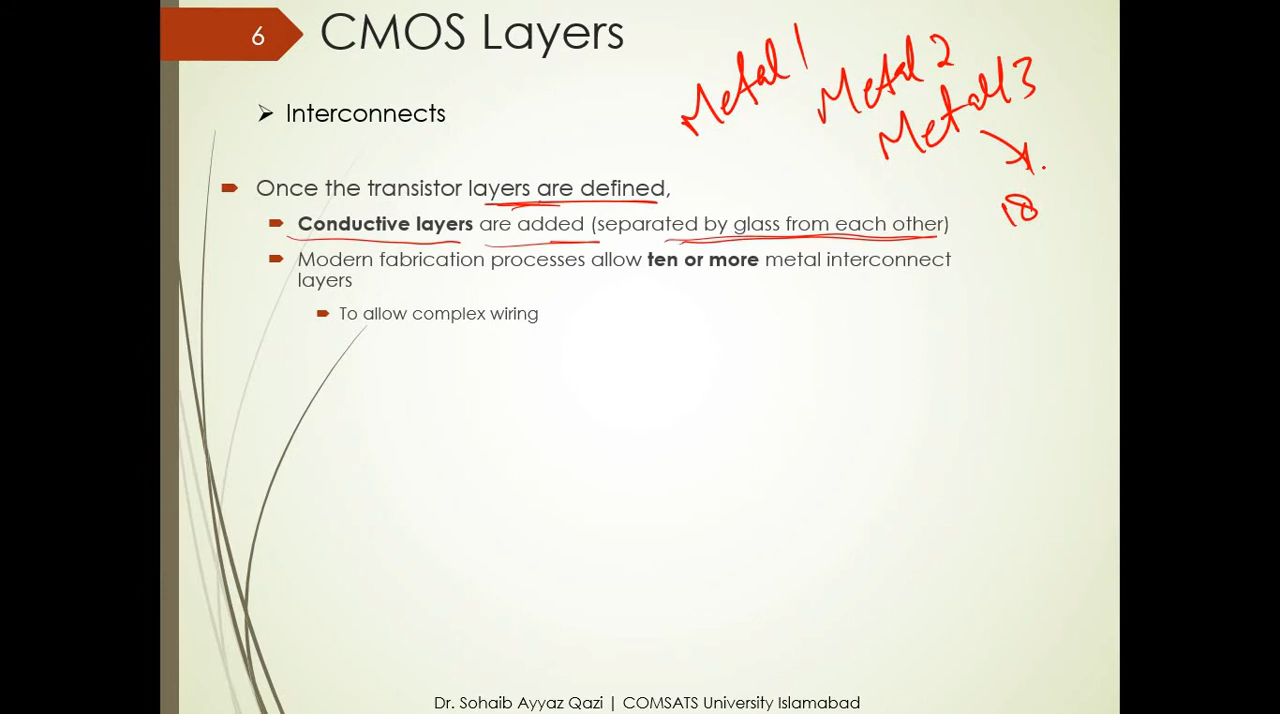 6
CMOS Layers
Metal 1
Metal 2
Metal 3
18
Interconnects
Once the transistor layers are defined,
Conductive layers are added (separated by glass from each other)
Modern fabrication processes allow ten or more metal interconnect
layers
To allow complex wiring
Dr. Sohaib Ayyaz Qazi | COMSATS University Islamabad